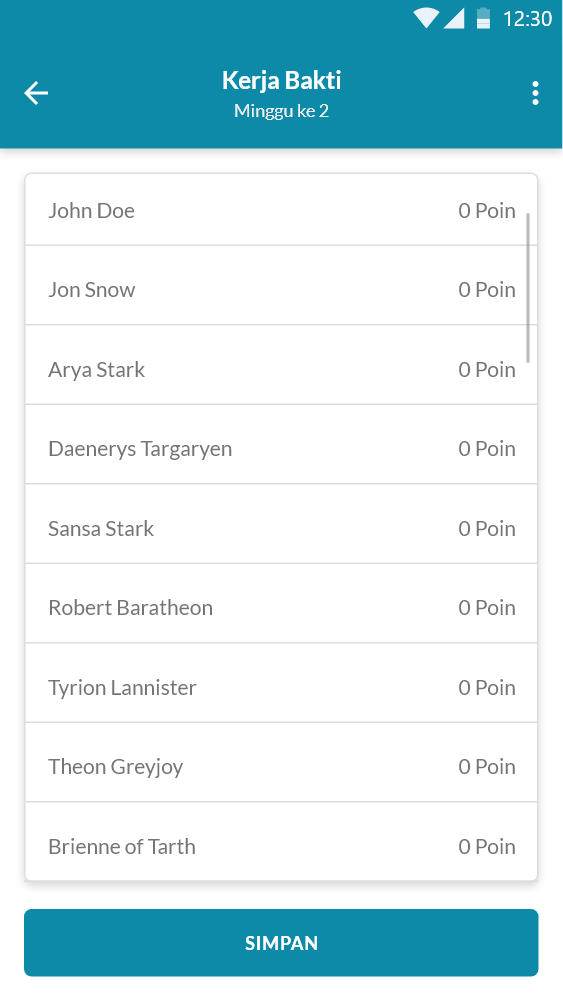 12:30
Kerja Bakti
Minggu ke 2
John Doe 0 Poin
Jon Snow 0 Poin
Arya Stark 0 Poin
Daenerys Targaryen 0 Poin
Sansa Stark 0 Poin
Robert Baratheon 0 Poin
Tyrion Lannister 0 Poin
Theon Greyjoy 0 Poin
Brienne of Tarth 0 Poin
SIMPAN